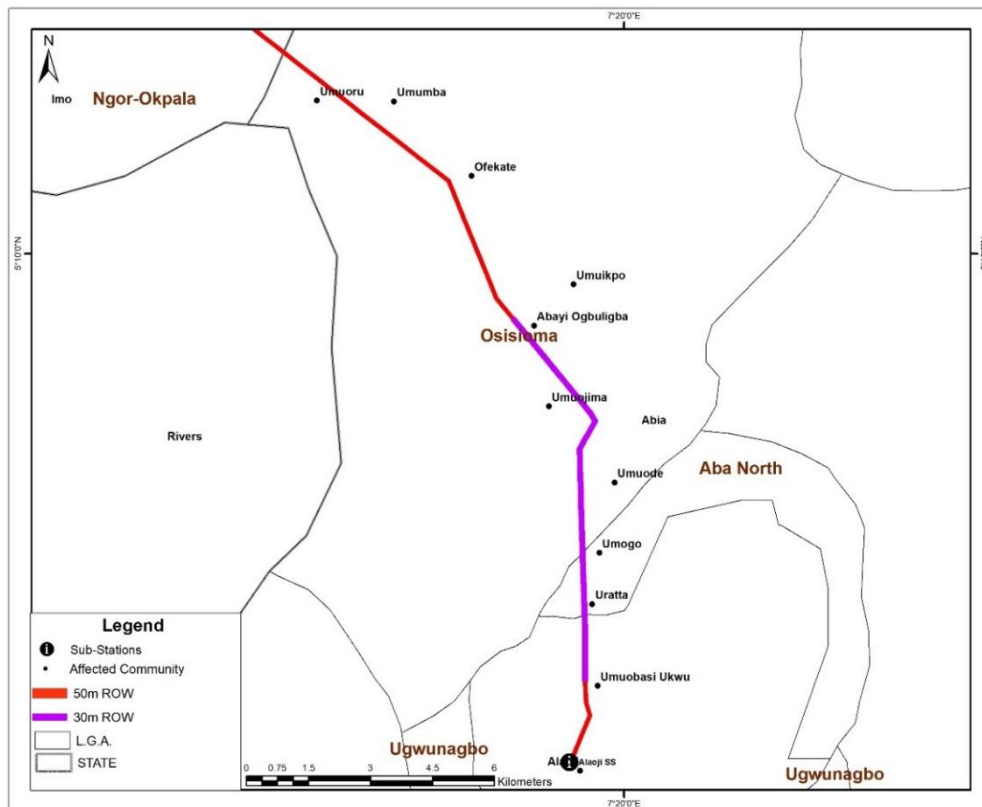 7°20'0"E
N
Imo
Ngor-Okpala
Umuoru
Umumba
Ofekate
5°10'0"N
Umuikpo
Abayi Ogbuligba
Osisioma
Umuojima
Abia
Rivers
Umuode
Aba North
Umogo
Uratta
Umuobasi Ukwu
Legend
Sub-Stations
Affected Community
50m ROW
30m ROW
L.G.A.
STATE
Ugwunagbo
Alaoji SS
0 0.75 1.5 3 4.5 6
Kilometers
Ugwunagbo
7°20'0"E